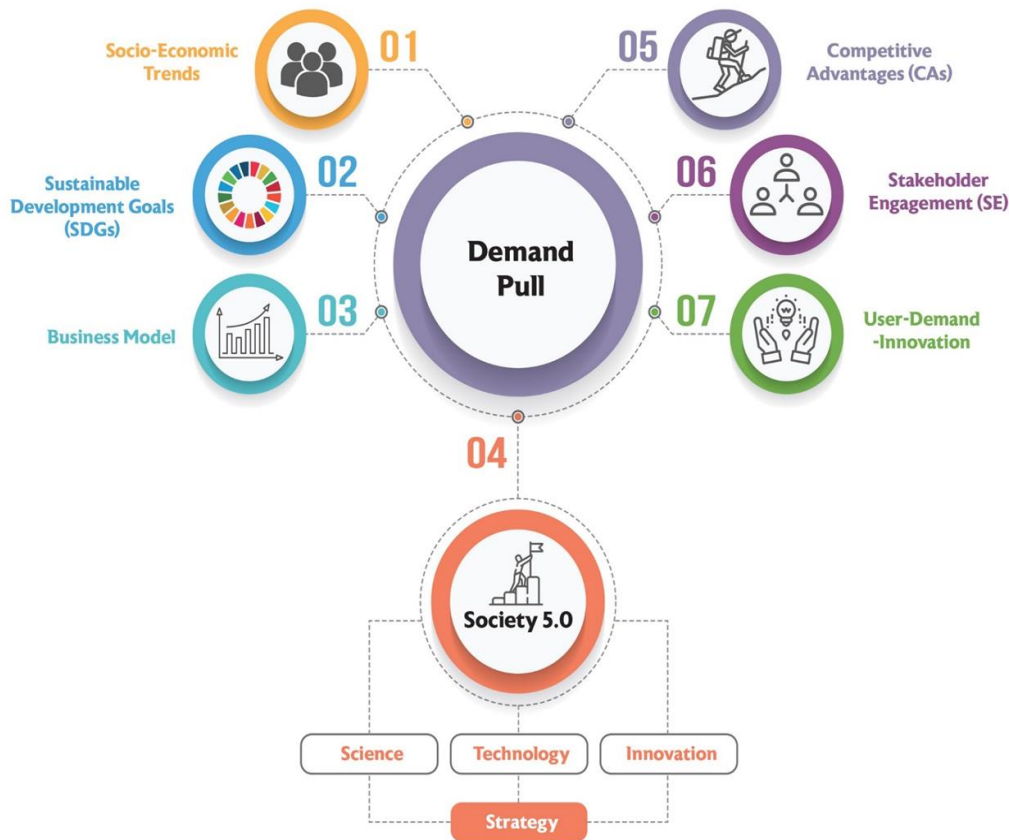 01
Socio-Economic
Trends
02
Sustainable
Development Goals
(SDGs)
03
Business Model
05
Competitive
Advantages (CAs)
06
Stakeholder
Engagement (SE)
07
User-Demand
-Innovation
Demand
Pull
04
Society 5.0
Science
Technology
Innovation
Strategy